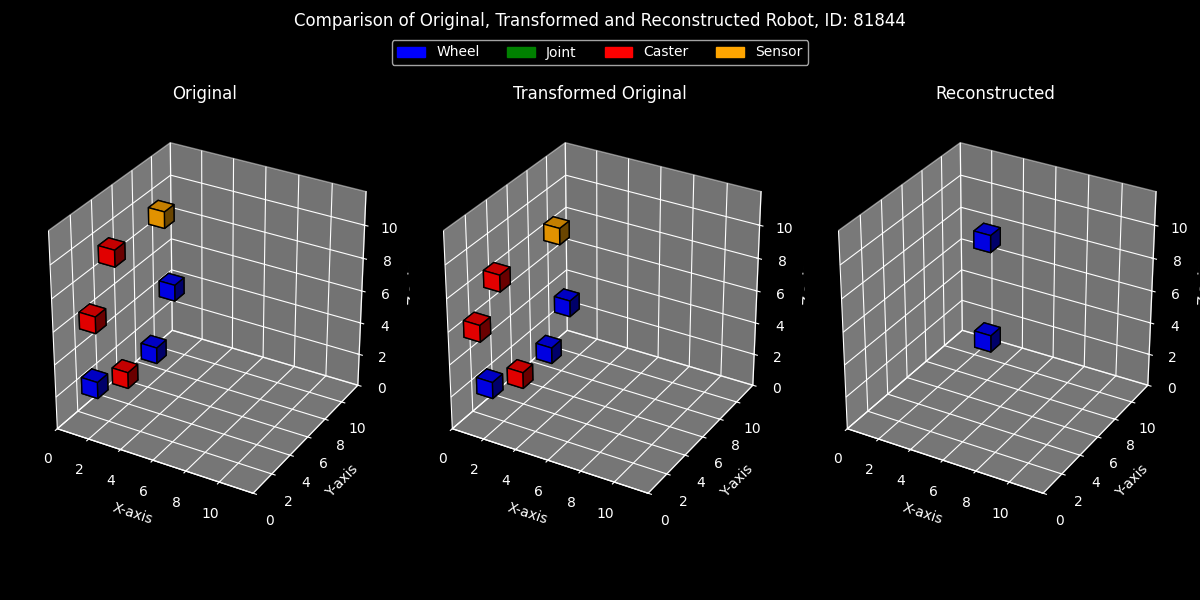 Comparison of Original, Transformed and Reconstructed Robot, ID: 81844
Wheel Joint Caster Sensor
Original Transformed Original Reconstructed
10 10 10
8 8 8
6 6 6
4 4 4
2 2 2
0 0 0
10 10 10
8 8 8
0 6 0 6 0 6
2 4 2 4 2 4
4 2 4 2 4 2
6 0 6 0 6 0
8 8 8
10 10 10
X-axis Y-axis X-axis Y-axis X-axis Y-axis